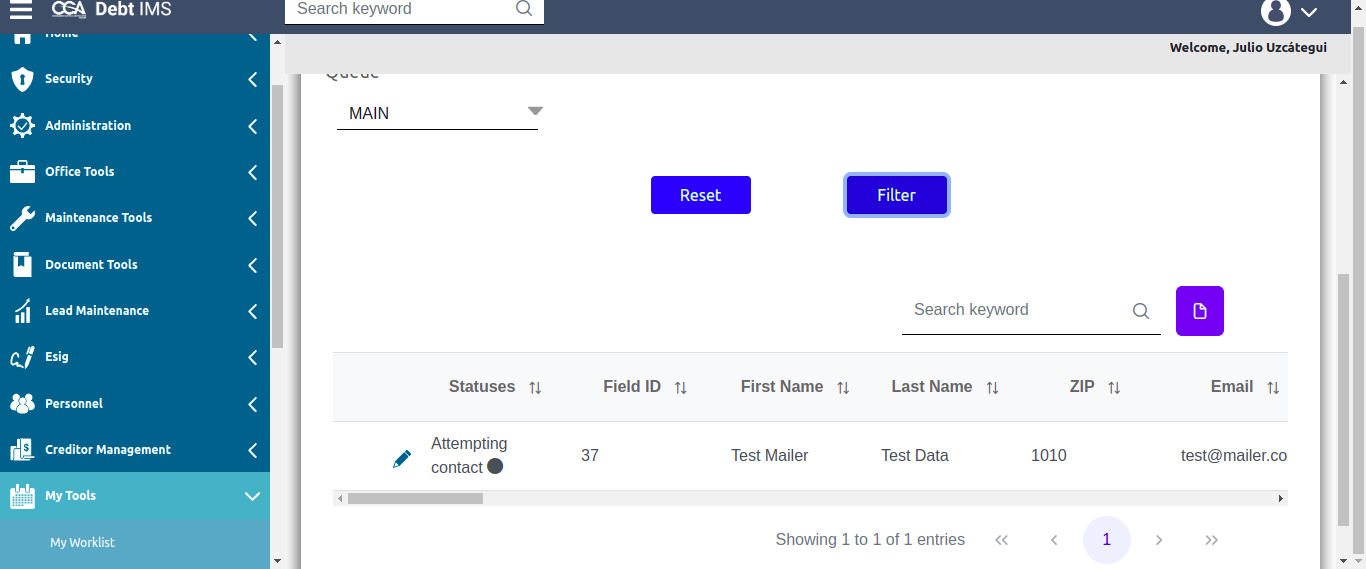 CGA Debt IMS
Search keyword
Welcome, Julio Uzcátegui
Home
Security
Administration
Office Tools
Maintenance Tools
Document Tools
Lead Maintenance
Esig
Personnel
Creditor Management
My Tools
My Worklist
Queue
MAIN
Reset Filter
Search keyword
Statuses Field ID First Name Last Name ZIP Email
Attempting
contact 37 Test Mailer Test Data 1010 test@mailer.co
Showing 1 to 1 of 1 entries 1